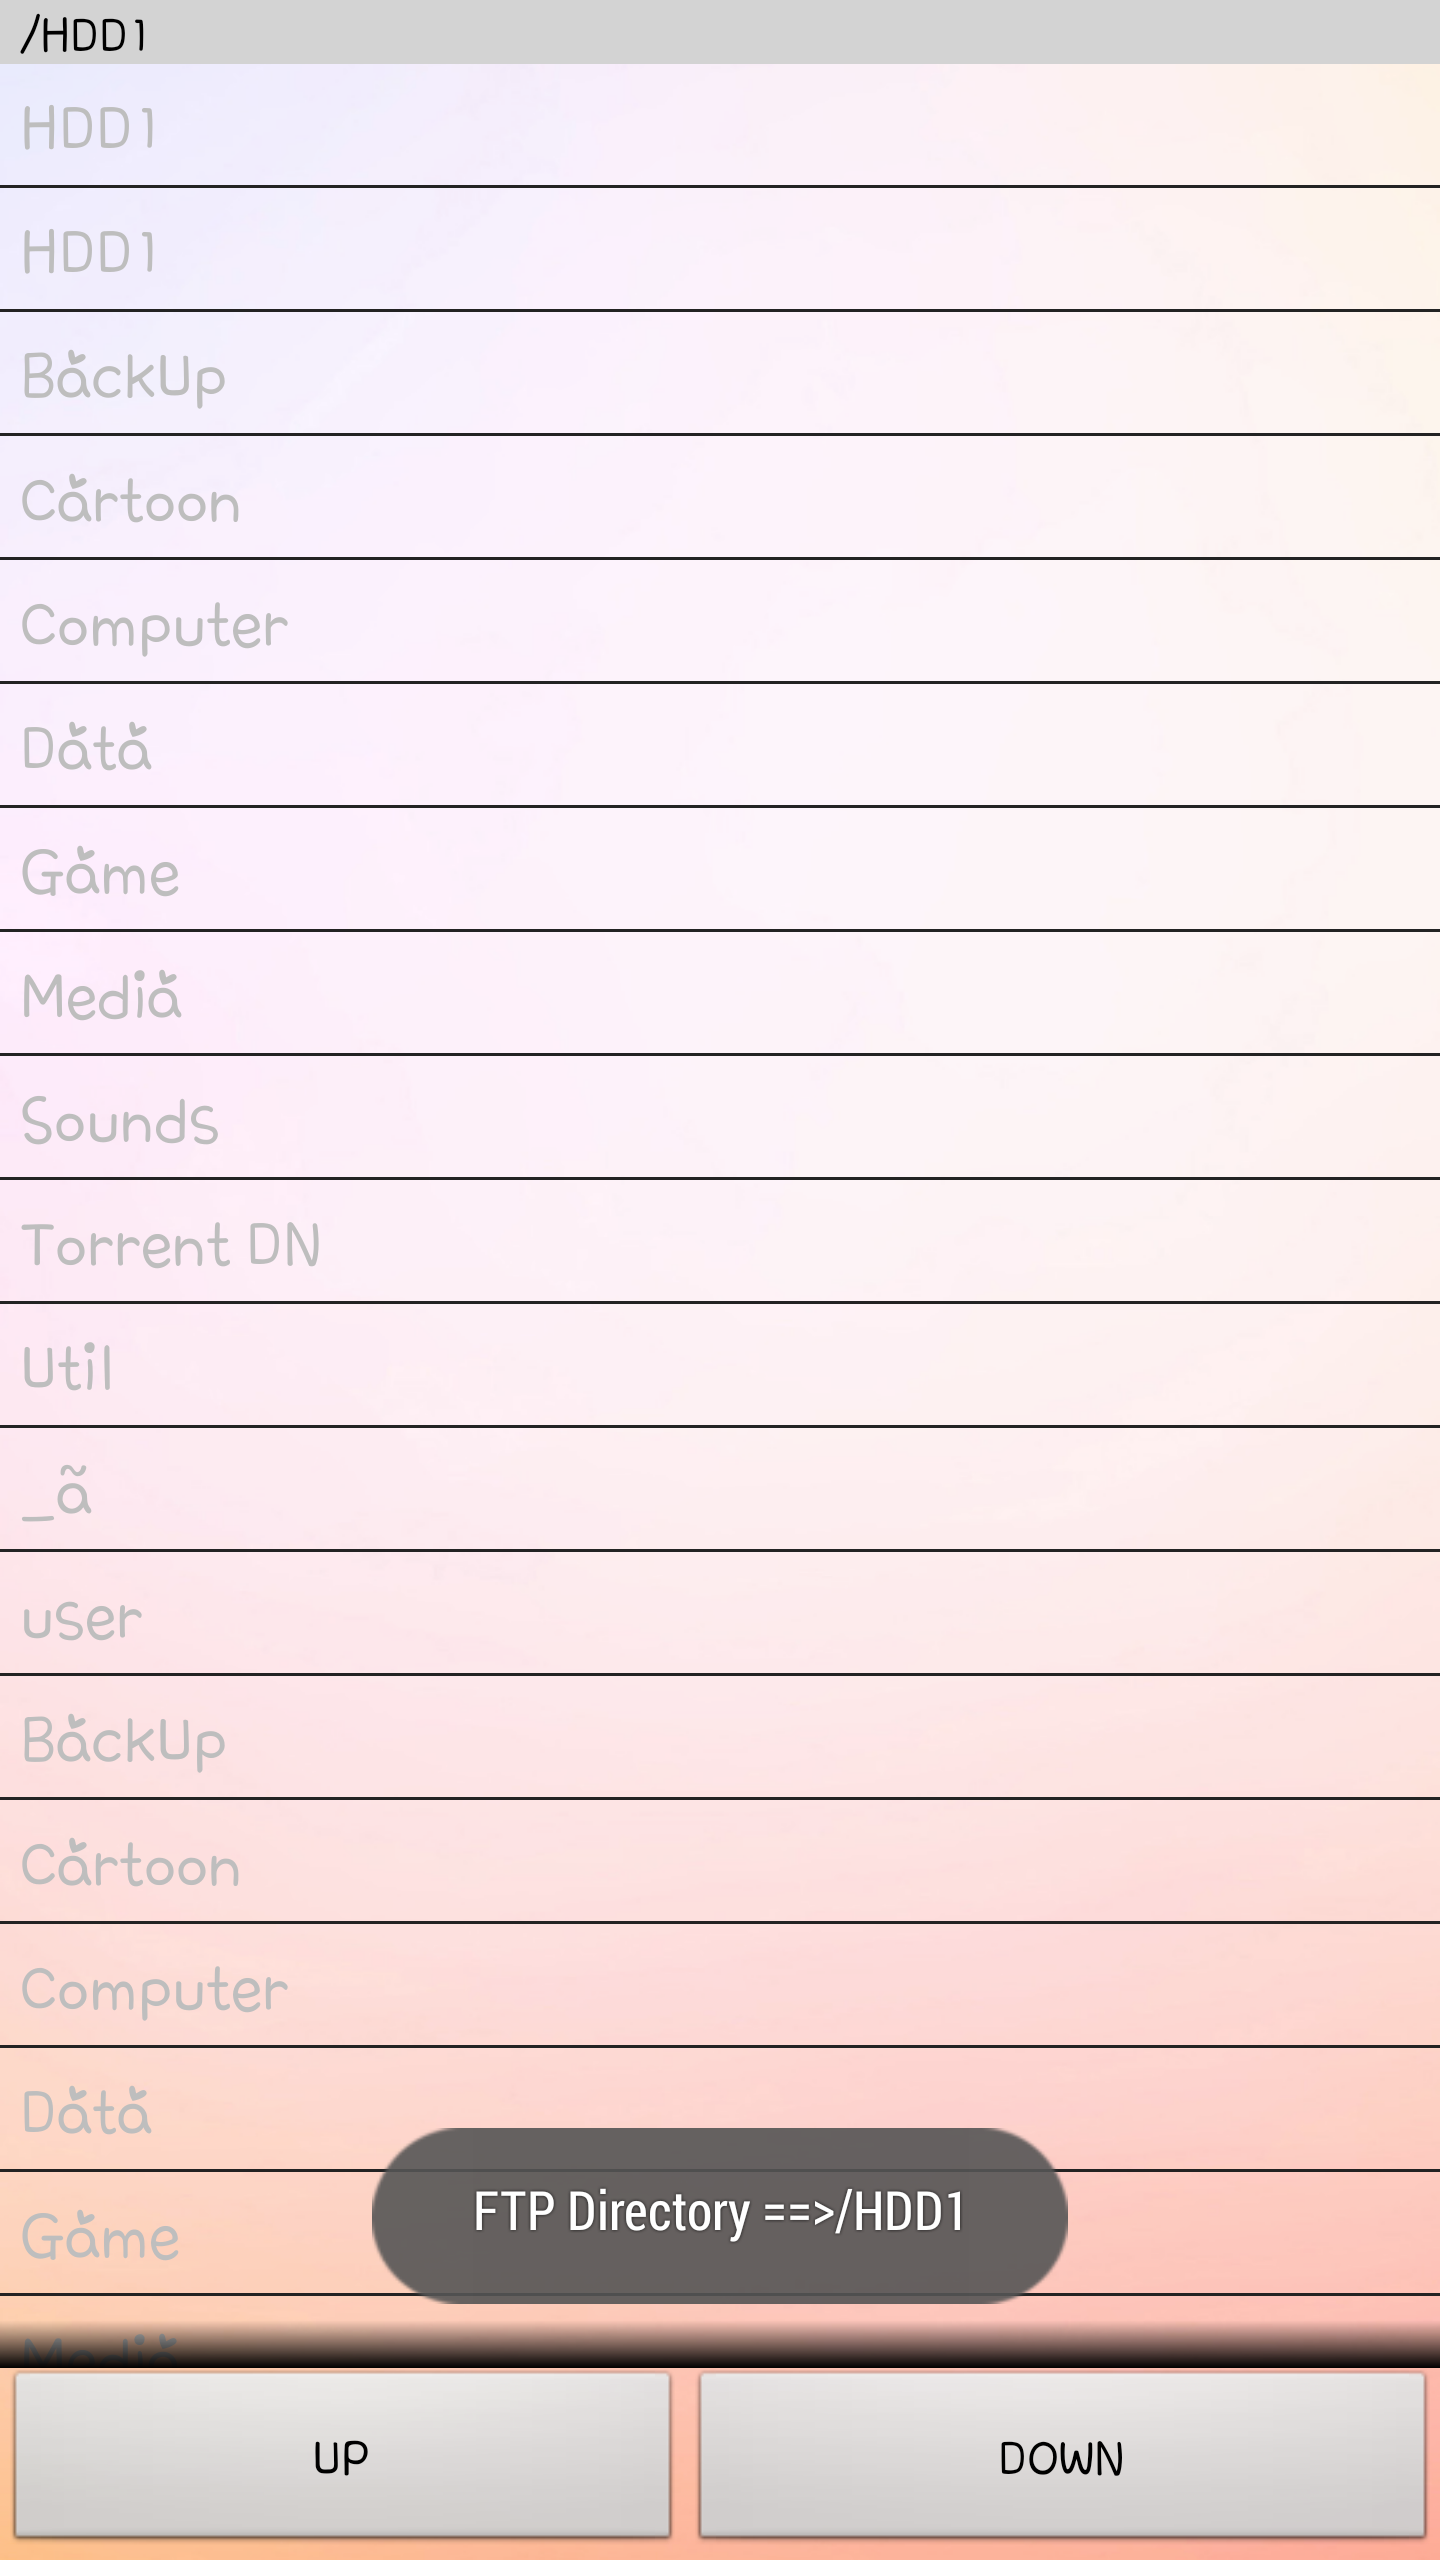 /HDD1
HDD1
HDD1
BackUp
Cartoon
Computer
Data
Game
Media
Sounds
Torrent DN
Util
_ã
user
BackUp
Cartoon
Computer
Data
Game
FTP Directory ==>/HDD1
Media
UP
DOWN